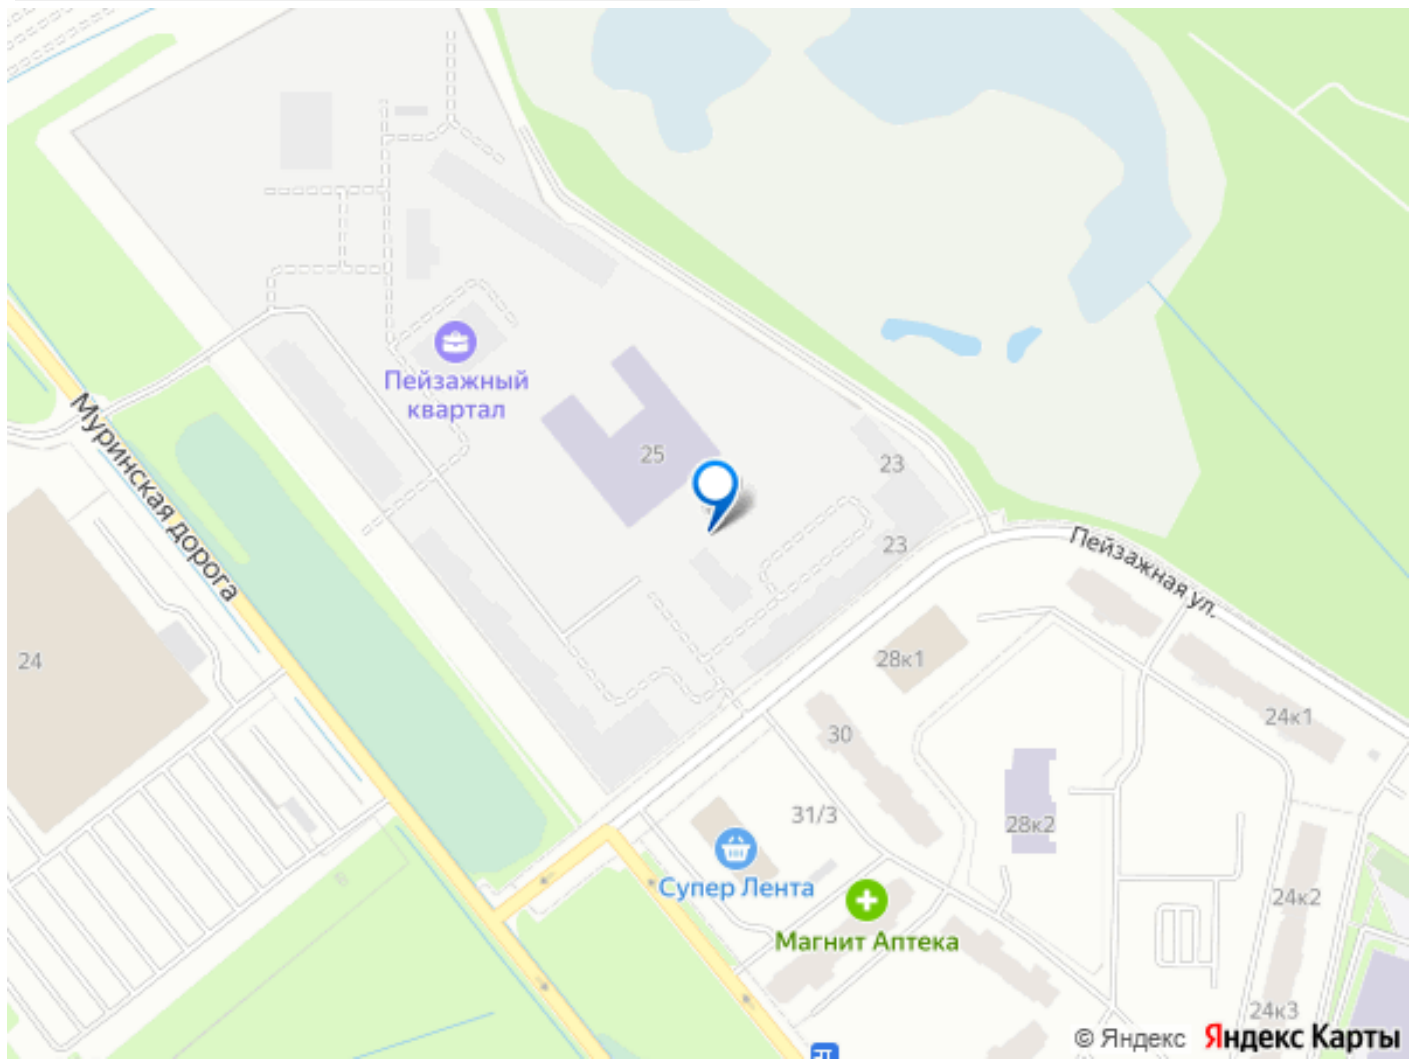 Пейзажный
квартал
25
23
23
Муринская дорога
Пейзажная ул.
24
28к1
30
24к1
31/3
28к2
Супер Лента
24к2
Магнит Аптека
24к3
© Яндекс Яндекс Карты